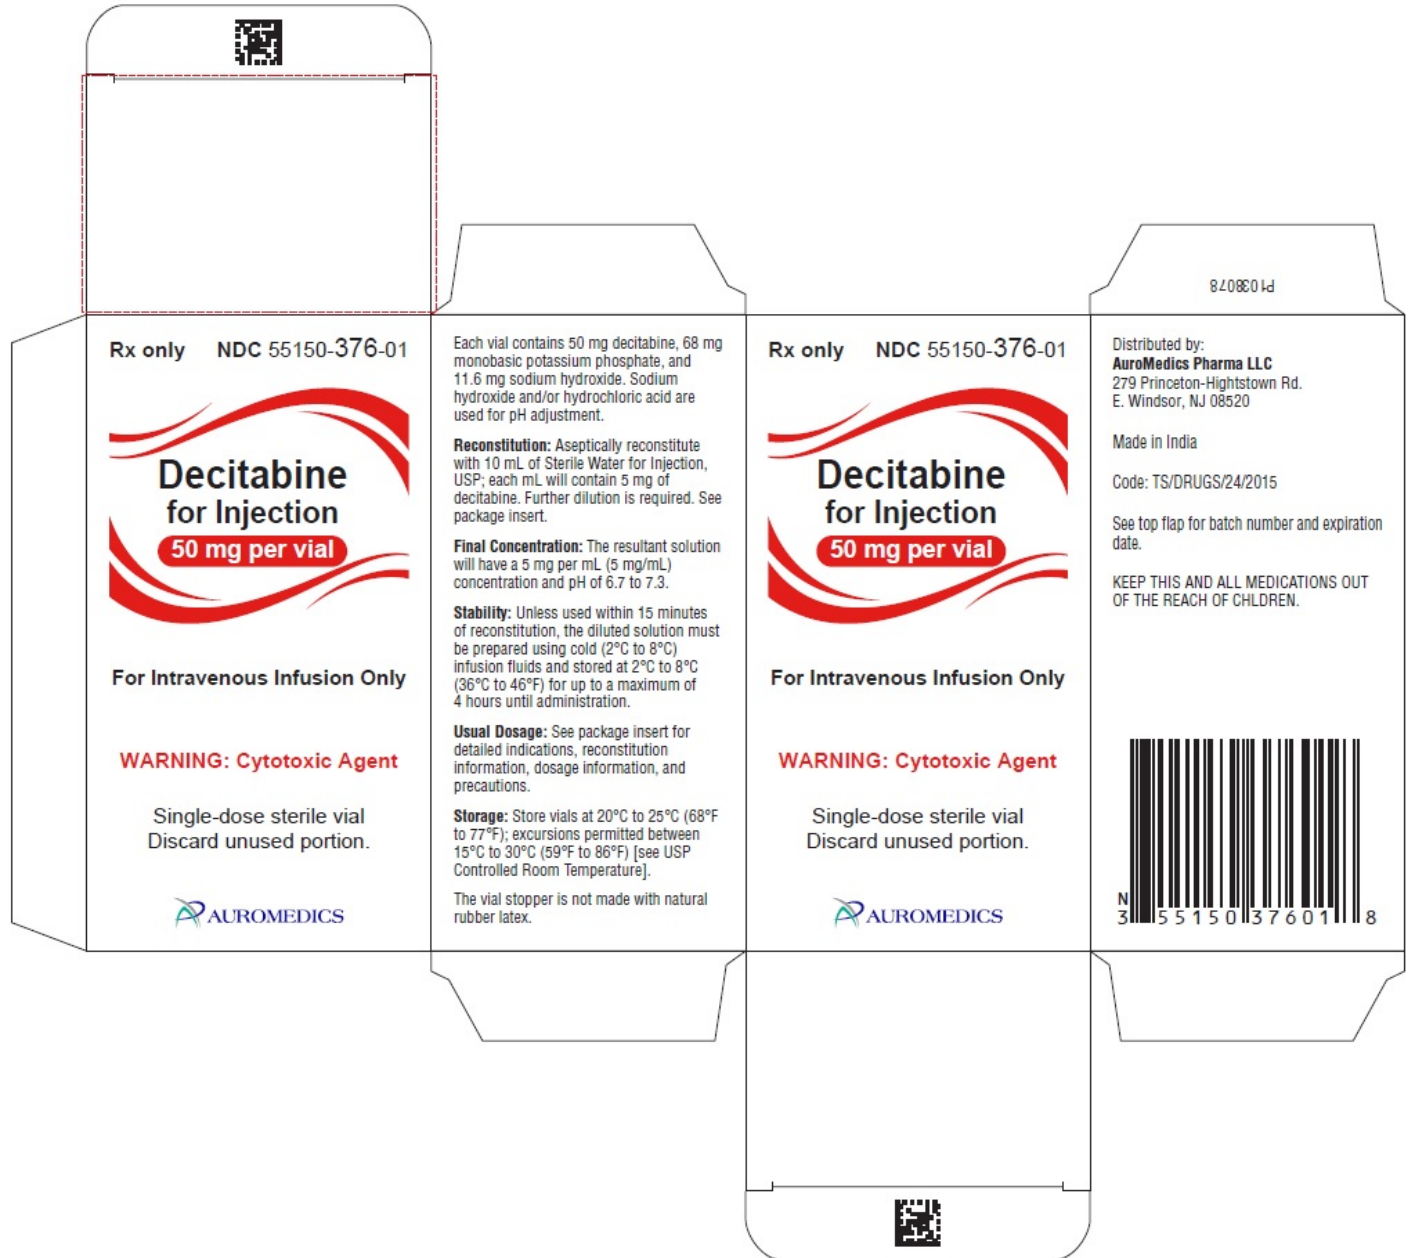 Rx only NDC 55150-376-01
Decitabine
for Injection
50 mg per vial
For Intravenous Infusion Only
WARNING: Cytotoxic Agent
Single-dose sterile vial
Discard unused portion.
AUROMEDICS
Each vial contains 50 mg decitabine, 68 mg
monobasic potassium phosphate, and
11.6 mg sodium hydroxide. Sodium
hydroxide and/or hydrochloric acid are
used for pH adjustment.
Reconstitution: Aseptically reconstitute
with 10 mL of Sterile Water for Injection,
USP; each mL will contain 5 mg of
decitabine. Further dilution is required. See
package insert.
Final Concentration: The resultant solution
will have a 5 mg per mL (5 mg/mL)
concentration and pH of 6.7 to 7.3.
Stability: Unless used within 15 minutes
of reconstitution, the diluted solution must
be prepared using cold (2°C to 8°C)
infusion fluids and stored at 2°C to 8°C
(36°C to 46°F) for up to a maximum of
4 hours until administration.
Usual Dosage: See package insert for
detailed indications, reconstitution
information, dosage information, and
precautions.
Storage: Store vials at 20°C to 25°C (68°F
to 77°F); excursions permitted between
15°C to 30°C (59°F to 86°F) [see USP
Controlled Room Temperature].
The vial stopper is not made with natural
rubber latex.
Rx only NDC 55150-376-01
Decitabine
for Injection
50 mg per vial
For Intravenous Infusion Only
WARNING: Cytotoxic Agent
Single-dose sterile vial
Discard unused portion.
AUROMEDICS
P1038078
Distributed by:
AuroMedics Pharma LLC
279 Princeton-Hightstown Rd.
E. Windsor, NJ 08520
Made in India
Code: TS/DRUGS/24/2015
See top flap for batch number and expiration
date.
KEEP THIS AND ALL MEDICATIONS OUT
OF THE REACH OF CHLDREN.
N
3 55150 37601 8